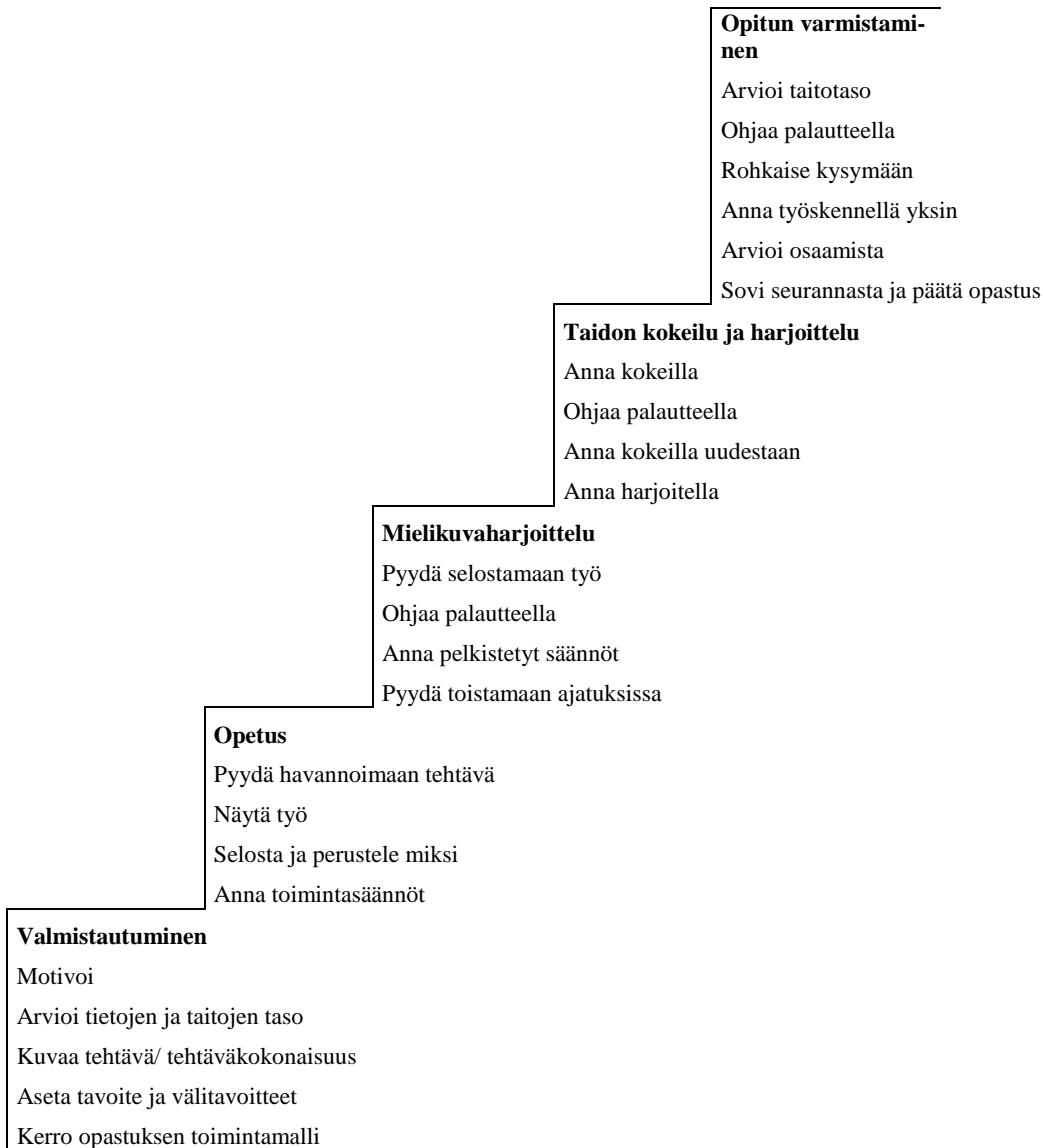 Opitun varmistami-
nen
Arvioi taitotaso
Ohjaa palautteella
Rohkaise kysymään
Anna työskennellä yksin
Arvioi osaamista
Sovi seurannasta ja päätä opastus
Taidon kokeilu ja harjoittelu
Anna kokeilla
Ohjaa palautteella
Anna kokeilla uudestaan
Anna harjoitella
Mielikuvaharjoittelu
Pyydä selostamaan työ
Ohjaa palautteella
Anna pelkistetyt säännöt
Pyydä toistamaan ajatuksissa
Opetus
Pyydä havannoimaan tehtävä
Näytä työ
Selosta ja perustele miksi
Anna toimintasäännöt
Valmistautuminen
Motivoi
Arvioi tietojen ja taitojen taso
Kuvaa tehtävä/ tehtäväkokonaisuus
Aseta tavoite ja välitavoitteet
Kerro opastuksen toimintamalli